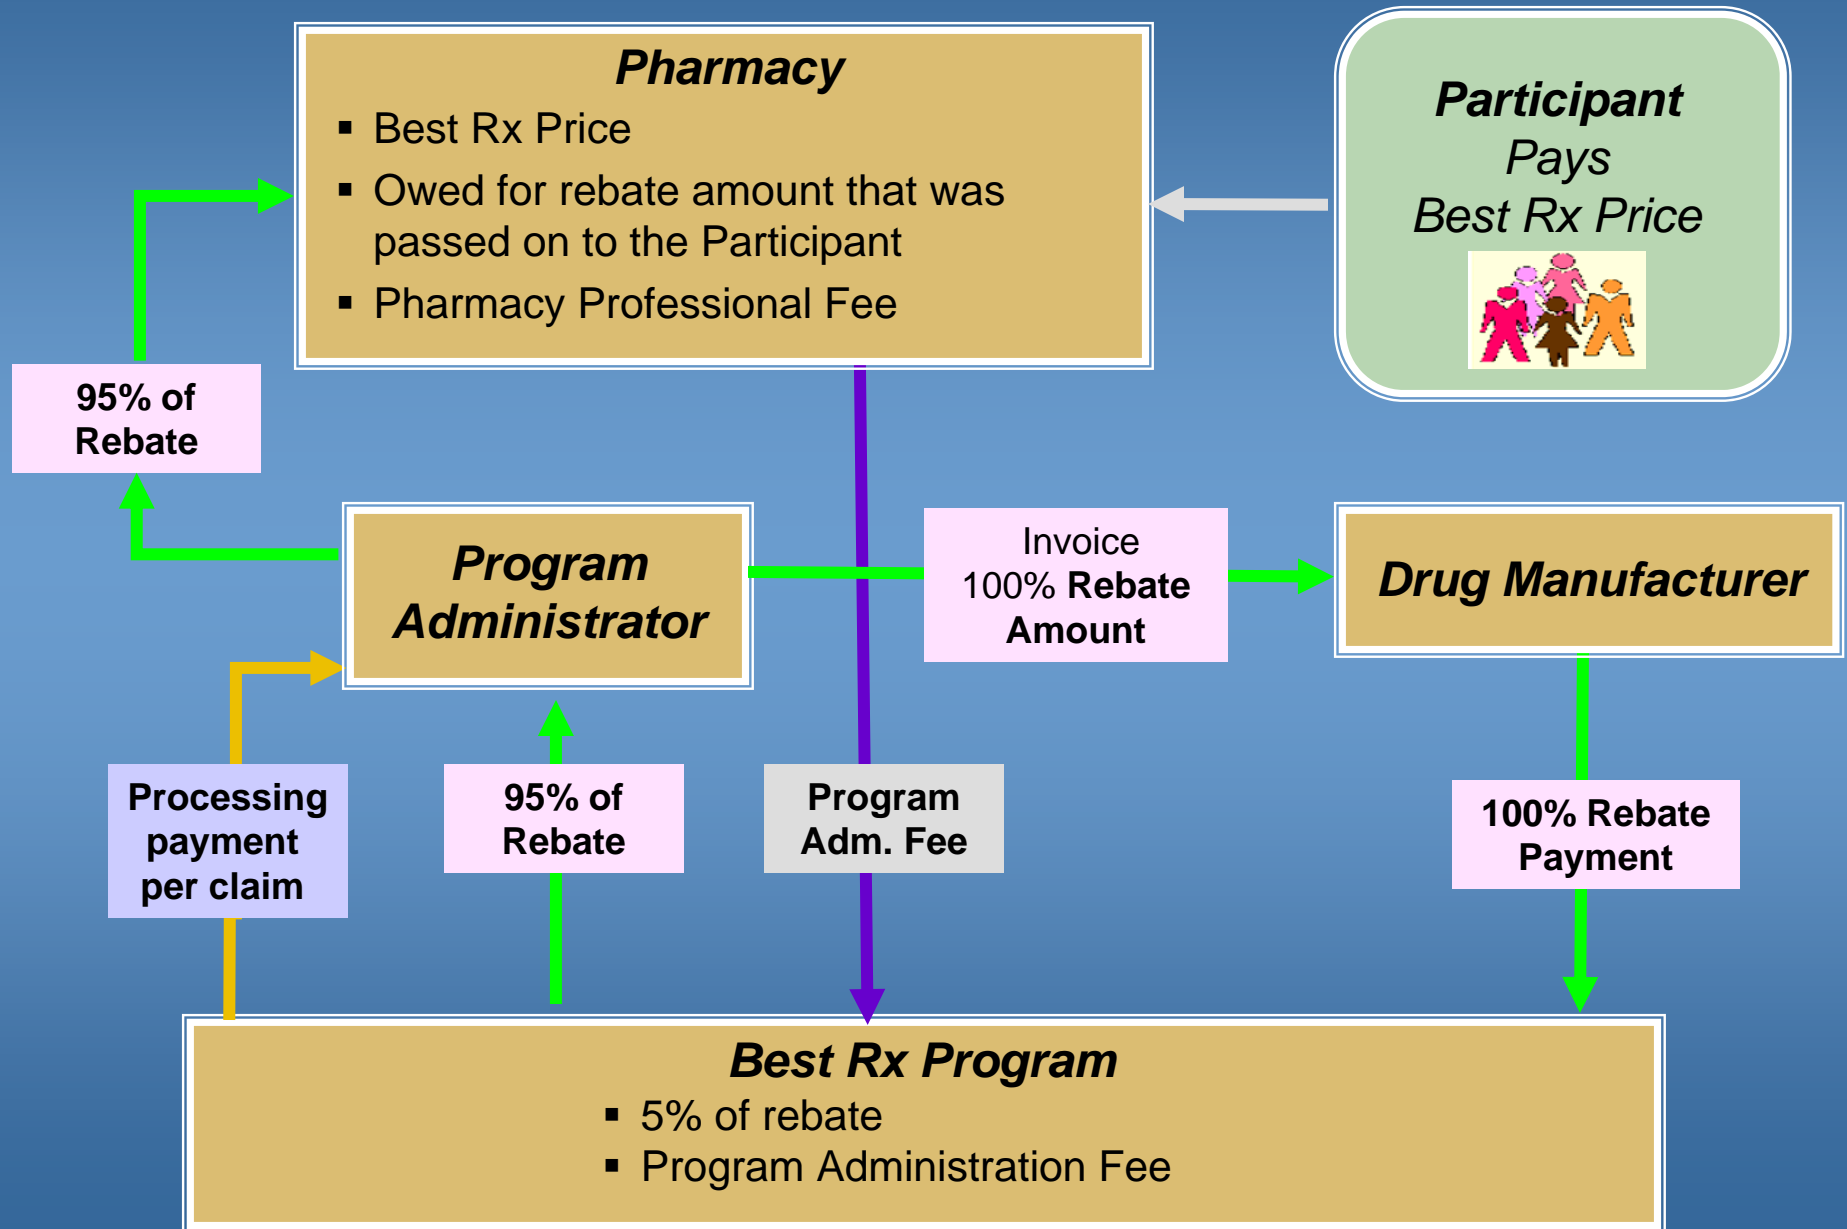 Pharmacy
▪ Best Rx Price
▪ Owed for rebate amount that was
passed on to the Participant
▪ Pharmacy Professional Fee
Participant
Pays
Best Rx Price
95% of
Rebate
Program
Administrator
Invoice
100% Rebate
Amount
Drug Manufacturer
Processing
payment
per claim
95% of
Rebate
Program
Adm. Fee
100% Rebate
Payment
Best Rx Program
▪ 5% of rebate
▪ Program Administration Fee